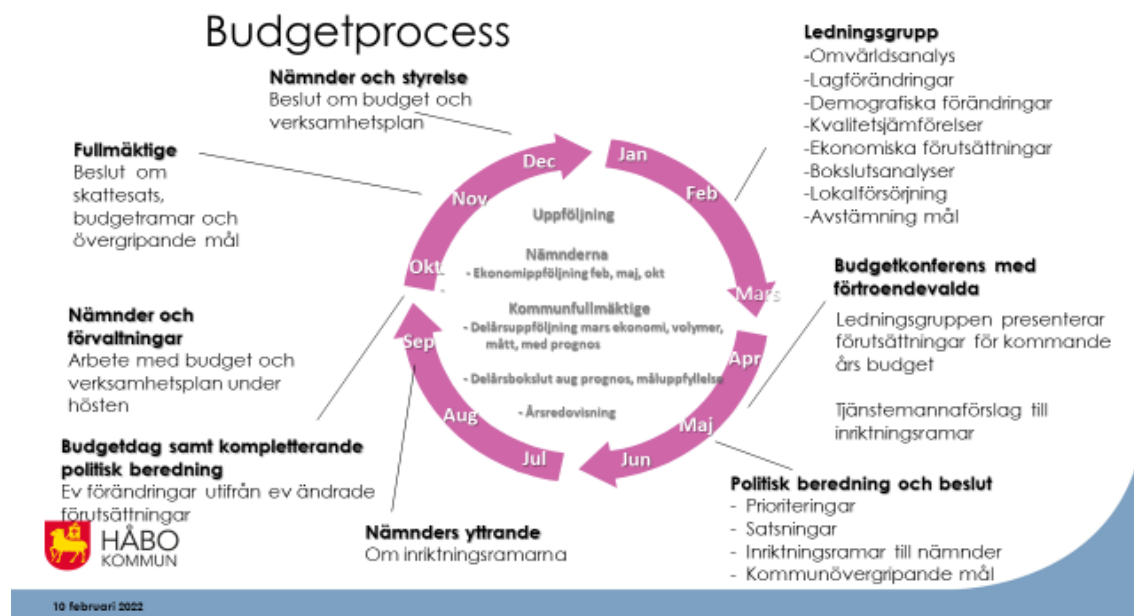 Budgetprocess
Nämnder och styrelse
Beslut om budget och
verksamhetsplan
Fullmäktige
Beslut om
skattesats,
budgetramar och
övergripande mål
Nämnder och
förvaltningar
Arbete med budget och
verksamhetsplan under
hösten
Budgetdag samt kompletterande
politisk beredning
Ev förändringar utifrån ev ändrade
förutsättningar
HÅBO
KOMMUN
10 februari 2022
Jan
Feb
Mars
Apr
Maj
Jun
Jul
Aug
Sep
Okt
Nov
Dec
Uppföljning
Nämnderna
- Ekonomippföljning feb, maj, okt
-
Kommunfullmäktige
- Delårsuppföljning mars ekonomi, volymer,
mått, med prognos
- Delårsbokslut aug prognos, måluppfyllelse
- Årsredovisning
Nämnders yttrande
Om inriktningsramarna
Ledningsgrupp
-Omvärldsanalys
-Lagförändringar
-Demografiska förändringar
-Kvalitetsjämförelser
-Ekonomiska förutsättningar
-Bokslutsanalyser
-Lokalförsörjning
-Avstämning mål
Budgetkonferens med
förtroendevalda
Ledningsgruppen presenterar
förutsättningar för kommande
års budget
Tjänstemannaförslag till
inriktningsramar
Politisk beredning och beslut
- Prioriteringar
- Satsningar
- Inriktningsramar till nämnder
- Kommunövergripande mål